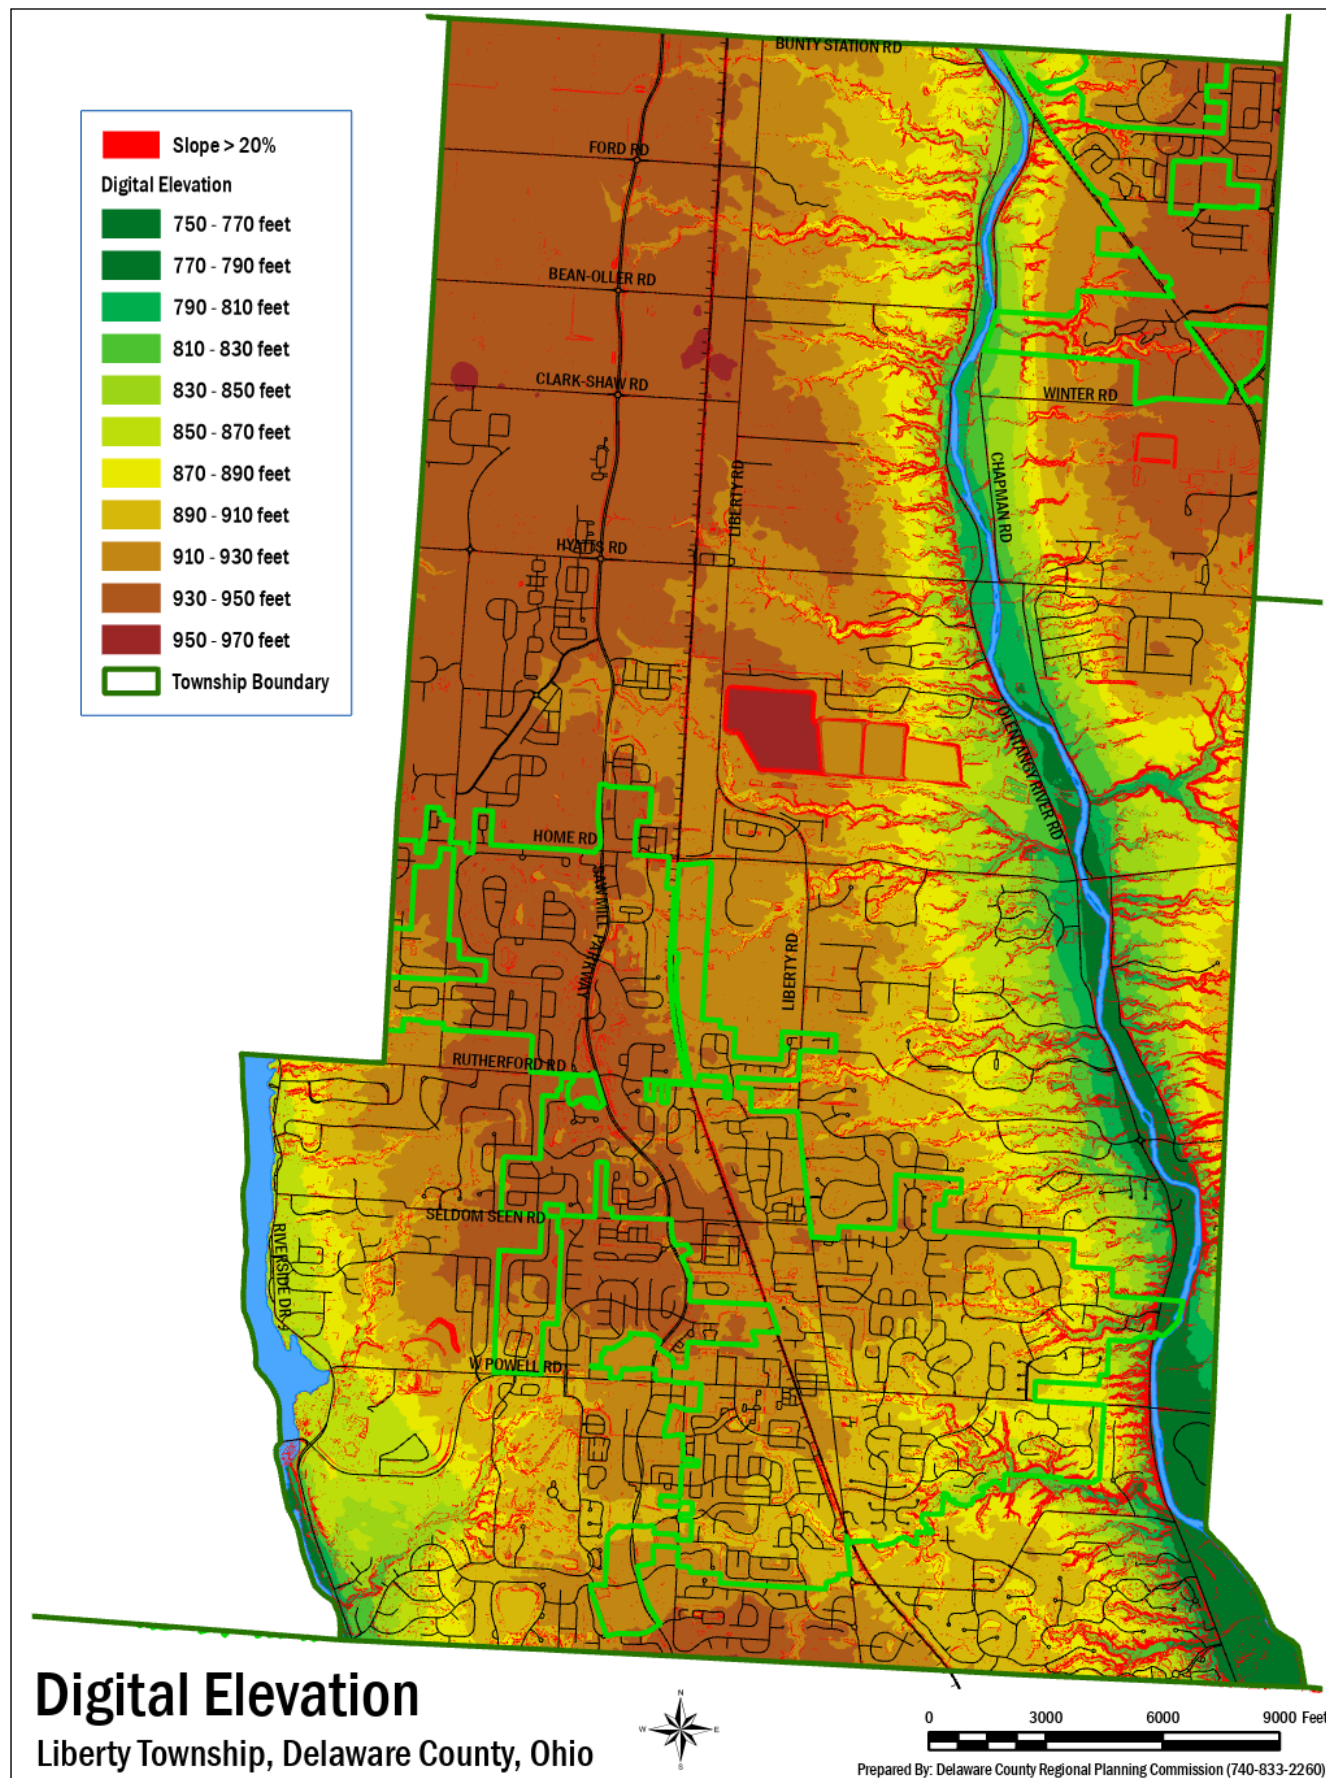 BUNTY STATION RD
Slope > 20%
FORD RD
Digital Elevation
750 - 770 feet
770 - 790 feet
BEAN-OLLER RD
790 - 810 feet
810 - 830 feet
830 - 850 feet
CLARK-SHAW RD
WINTER RD
850 - 870 feet
870 - 890 feet
LIBERTY RD
CHAPMAN RD
890 - 910 feet
910 - 930 feet
HYATTS RD
930 - 950 feet
950 - 970 feet
Township Boundary
OLENTANGY RIVER RD
HOME RD
SAWMILL PARKWAY
LIBERTY RD
RUTHERFORD RD
SELDOM SEEN RD
RIVERSIDE DR
W POWELL RD
Digital Elevation
Liberty Township, Delaware County, Ohio
N
W E
S
0 3000 6000 9000 Feet
Prepared By: Delaware County Regional Planning Commission (740-833-2260)